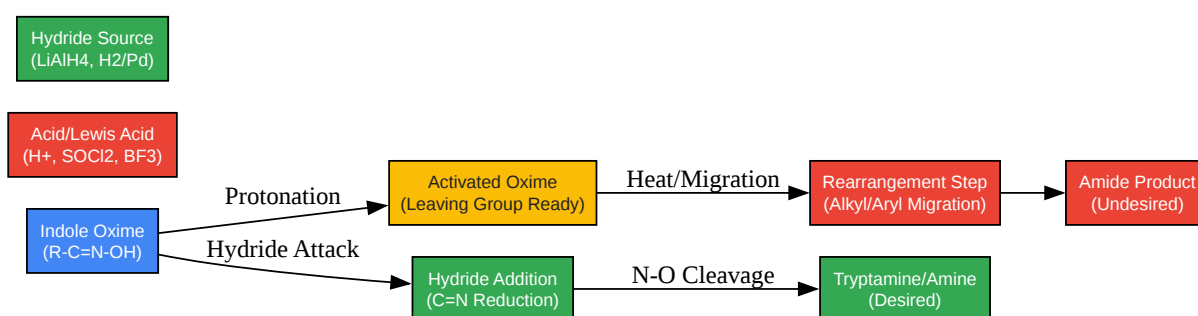 Hydride Source
(LiAlH4, H2/Pd)
Acid/Lewis Acid
(H+, SOCl2, BF3)
Indole Oxime
(R-C=N-OH)
Protonation
Activated Oxime
(Leaving Group Ready)
Heat/Migration
Rearrangement Step
(Alkyl/Aryl Migration)
Amide Product
(Undesired)
Hydride Attack
Hydride Addition
(C=N Reduction)
N-O Cleavage
Tryptamine/Amine
(Desired)